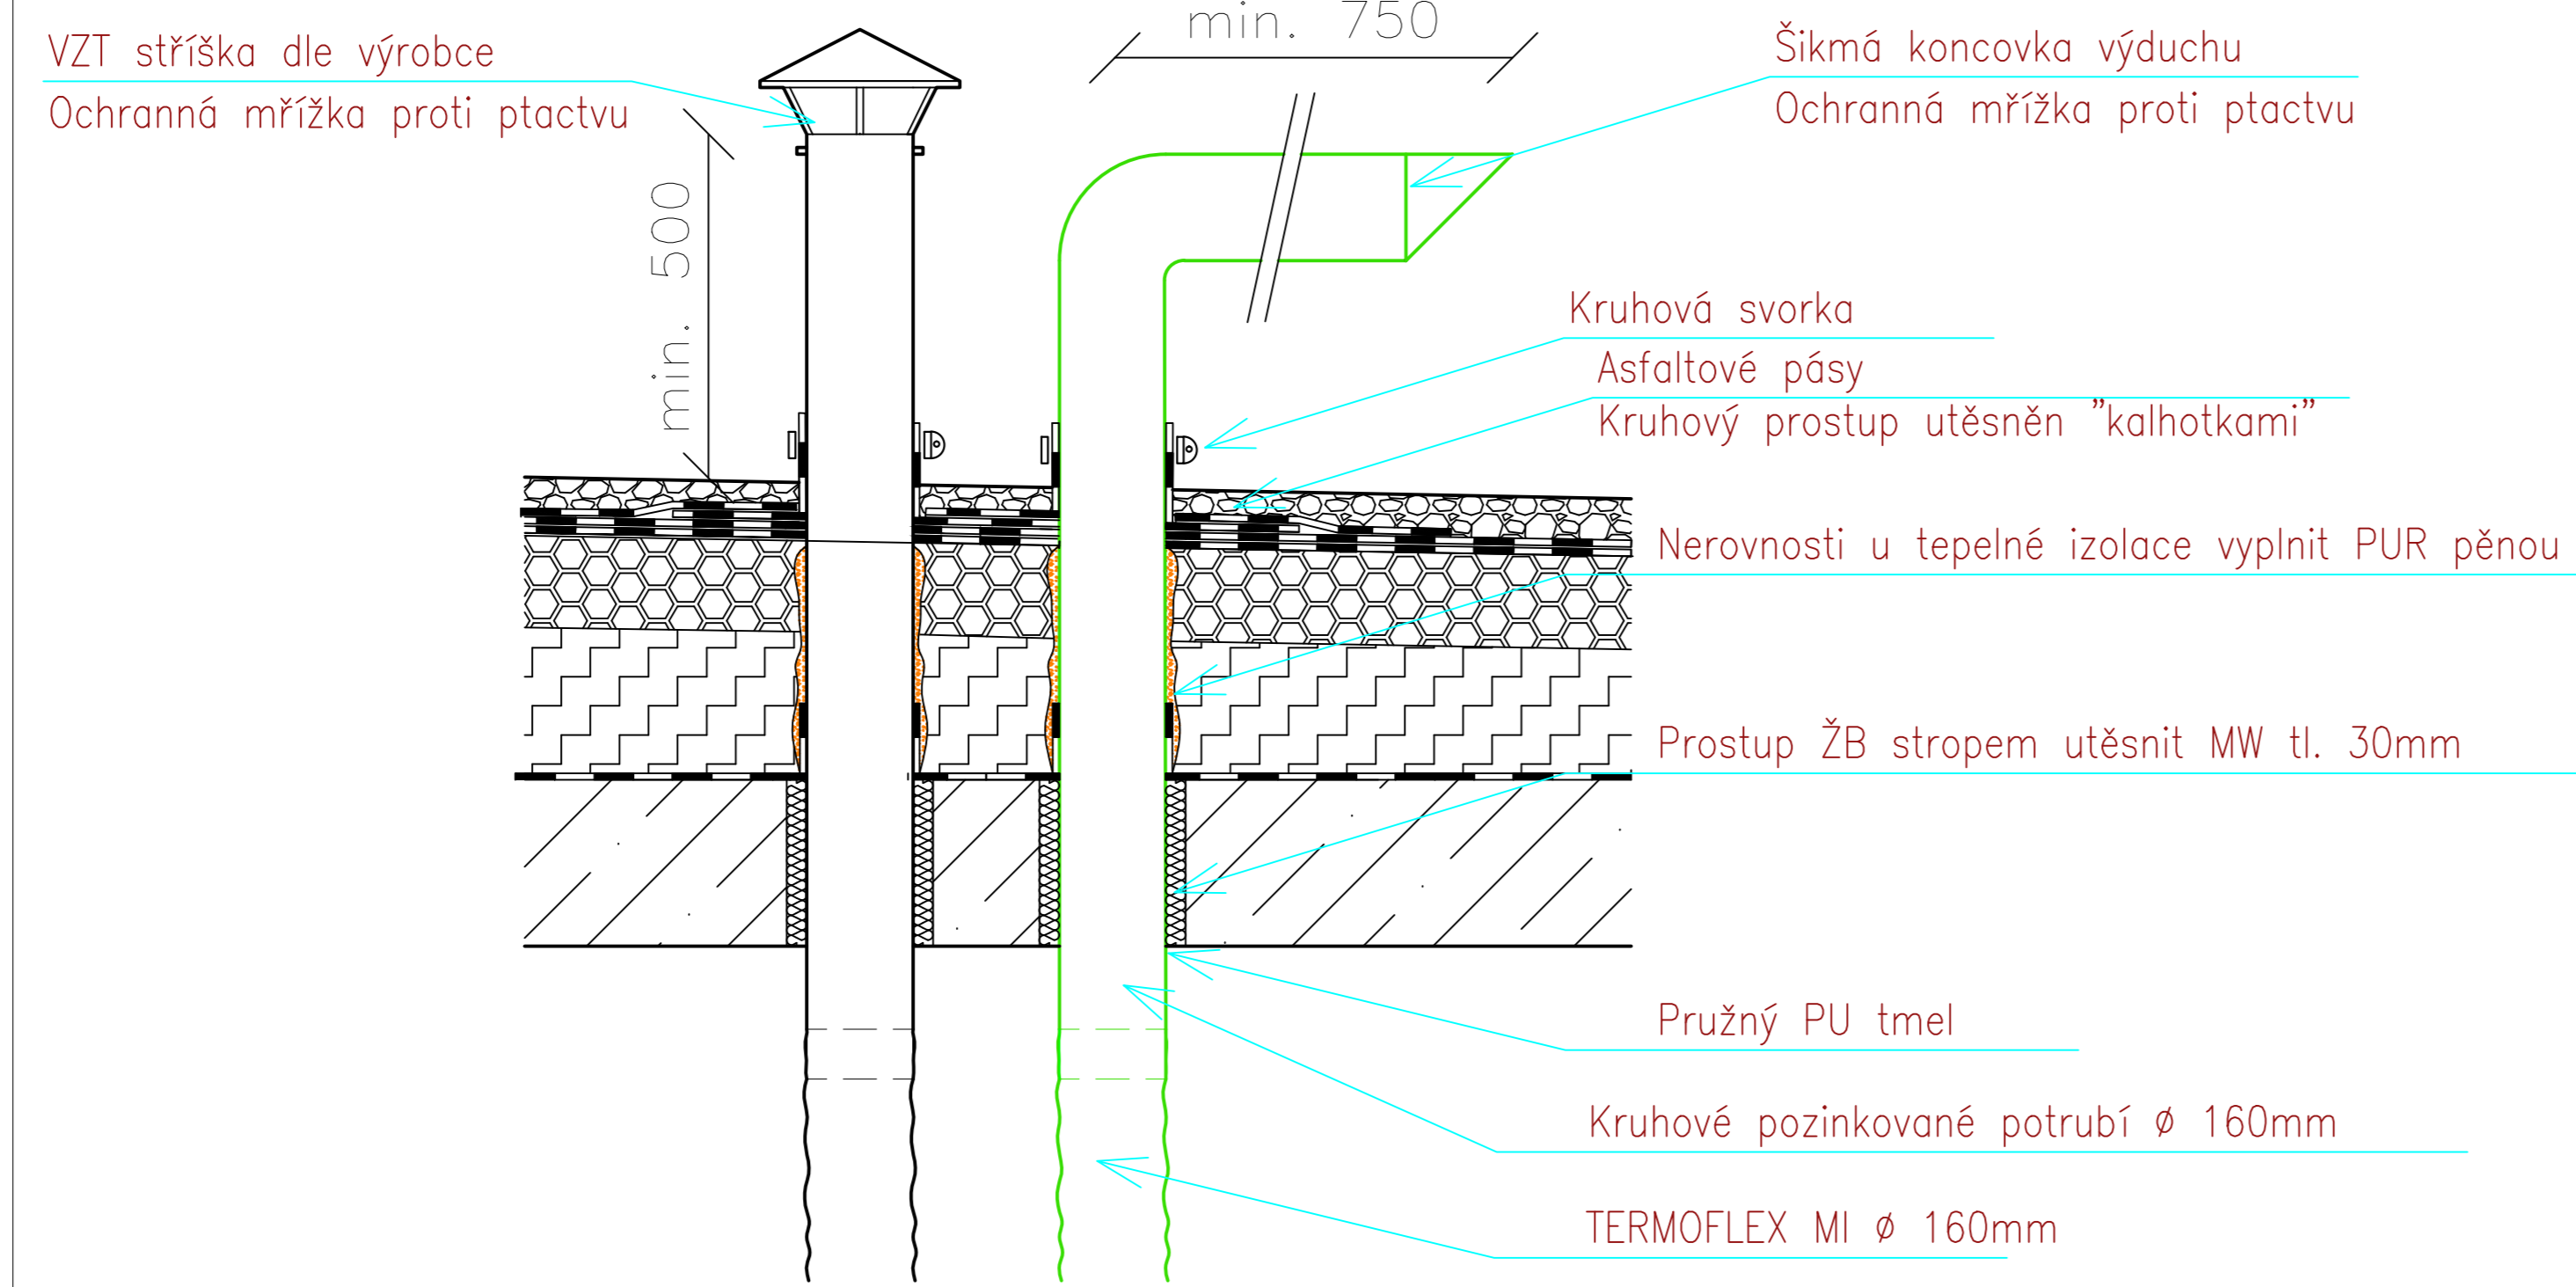 min. 750
VZT stříška dle výrobce
Ochranná mřížka proti ptactvu
Šikmá koncovka výduchu
Ochranná mřížka proti ptactvu
min. 500
Kruhová svorka
Asfaltové pásy
Kruhový prostup utěsněn "kalhotkami"
Nerovnosti u tepelné izolace vyplnit PUR pěnou
Prostup ŽB stropem utěsnit MW tl. 30mm
Pružný PU tmel
Kruhové pozinkované potrubí ø 160mm
TERMOFLEX MI ø 160mm